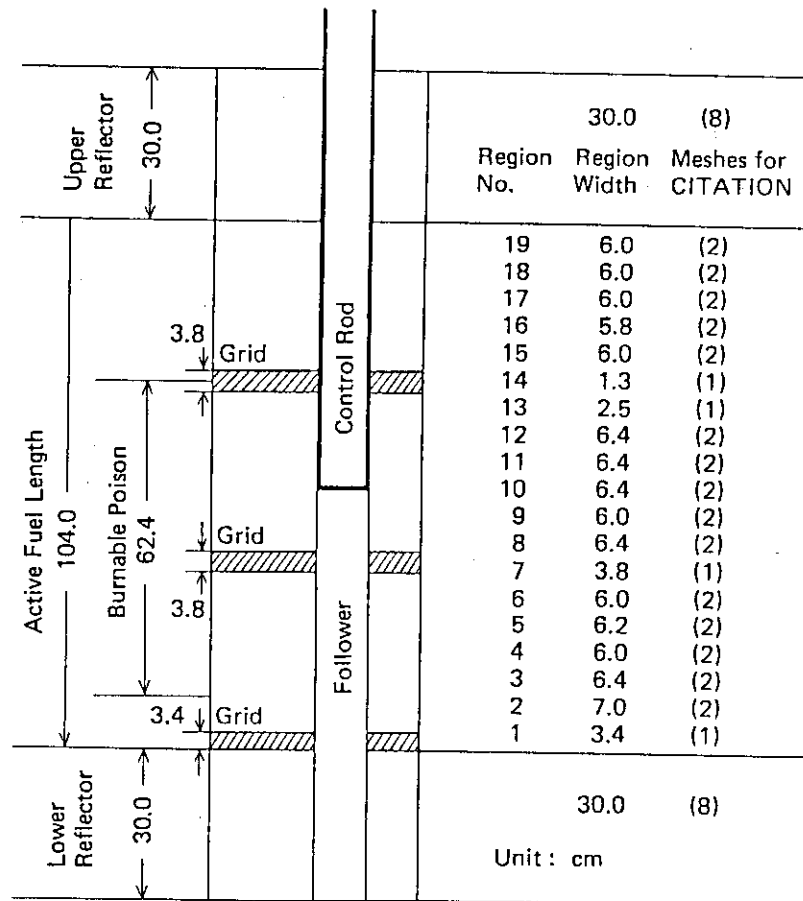 Upper
Reflector
30.0
Active Fuel Length
104.0
Burnable Poison
62.4
3.8
Grid
Control Rod
Grid
3.8
Follower
3.4
Grid
Lower
Reflector
30.0
30.0 (8)
Region Region Meshes for
No. Width CITATION
19 6.0 (2)
18 6.0 (2)
17 6.0 (2)
16 5.8 (2)
15 6.0 (2)
14 1.3 (1)
13 2.5 (1)
12 6.4 (2)
11 6.4 (2)
10 6.4 (2)
9 6.0 (2)
8 6.4 (2)
7 3.8 (1)
6 6.0 (2)
5 6.2 (2)
4 6.0 (2)
3 6.4 (2)
2 7.0 (2)
1 3.4 (1)
30.0 (8)
Unit : cm